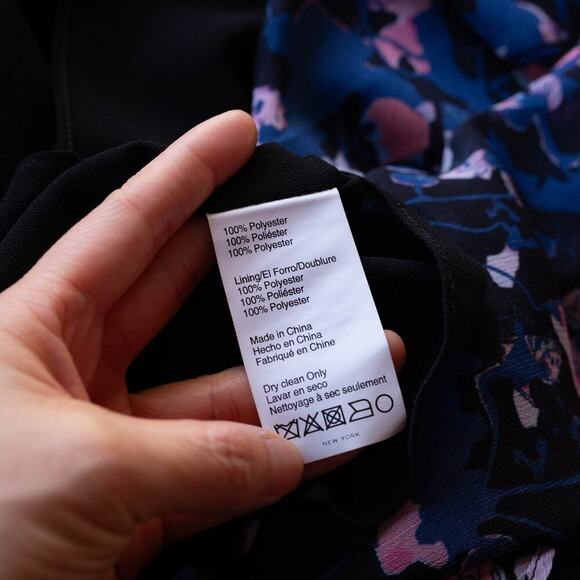 100% Polyester
100% Poliéster
100% Polyester
Lining/El Forro/Doublure
100% Polyester
100% Poliéster
100% Polyester
Made in China
Hecho en China
Fabriqué en Chine
Dry clean Only
Lavar en seco
Nettoyage à sec seulement
NEW YORK